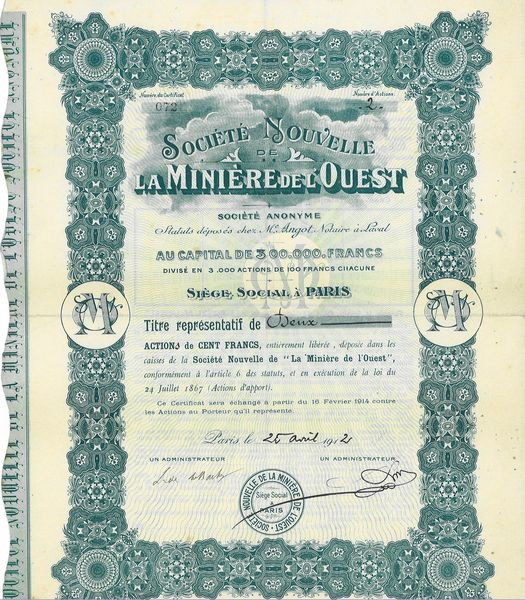 Numéro du Certificat
Nombre d'Actions
072
2
SOCIÉTÉ NOUVELLE
DE
LA MINIÈRE DE L'OUEST
SOCIÉTÉ ANONYME
Statuts déposés chez Me Angot, Notaire à Laval
AU CAPITAL DE 300.000 FRANCS
DIVISÉ EN 3.000 ACTIONS DE 100 FRANCS CHACUNE
SIÈGE SOCIAL À PARIS
Titre représentatif de Deux
ACTIONS de CENT FRANCS, entièrement libérée, déposée dans les
caisses de la Société Nouvelle de "La Minière de l'Ouest",
conformément à l'article 6 des statuts, et en exécution de la loi du
24 Juillet 1867 (Actions d'apport).
Ce Certificat sera échangé à partur du 16 Février 1914 contre
les Actions au Porteur qu'il représente.
Paris le 25 avril 1912
UN ADMINISTRATEUR
UN ADMINISTRATEUR
SOCIÉTÉ NOUVELLE DE LA MINIÈRE DE L'OUEST
Siège Social
PARIS